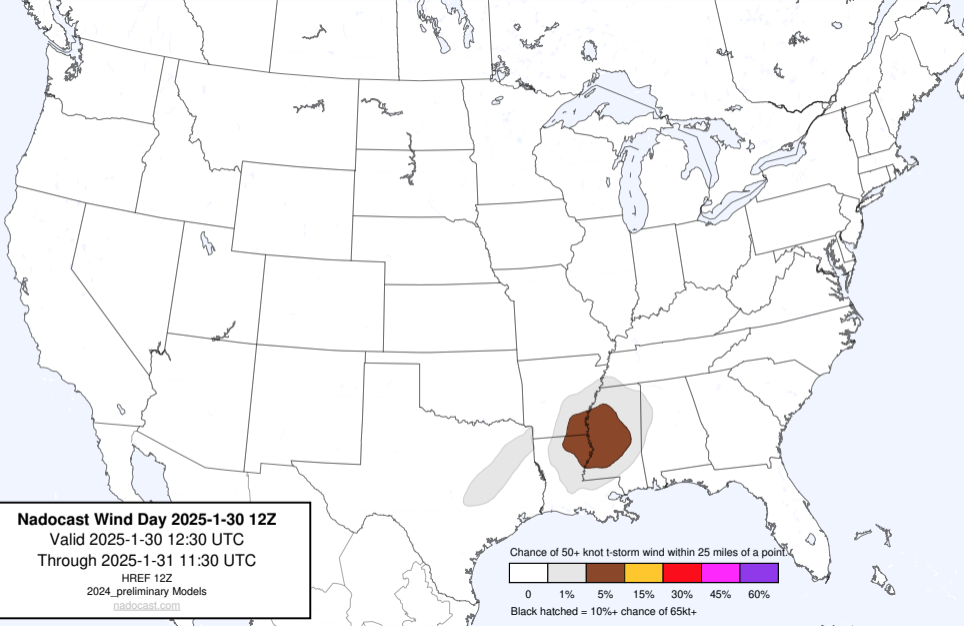 Nadocast Wind Day 2025-1-30 12Z
Valid 2025-1-30 12:30 UTC
Through 2025-1-31 11:30 UTC
HREF 12Z
2024_preliminary Models
nadocast.com
Chance of 50+ knot t-storm wind within 25 miles of a point.
0 1% 5% 15% 30% 45% 60%
Black hatched = 10%+ chance of 65kt+